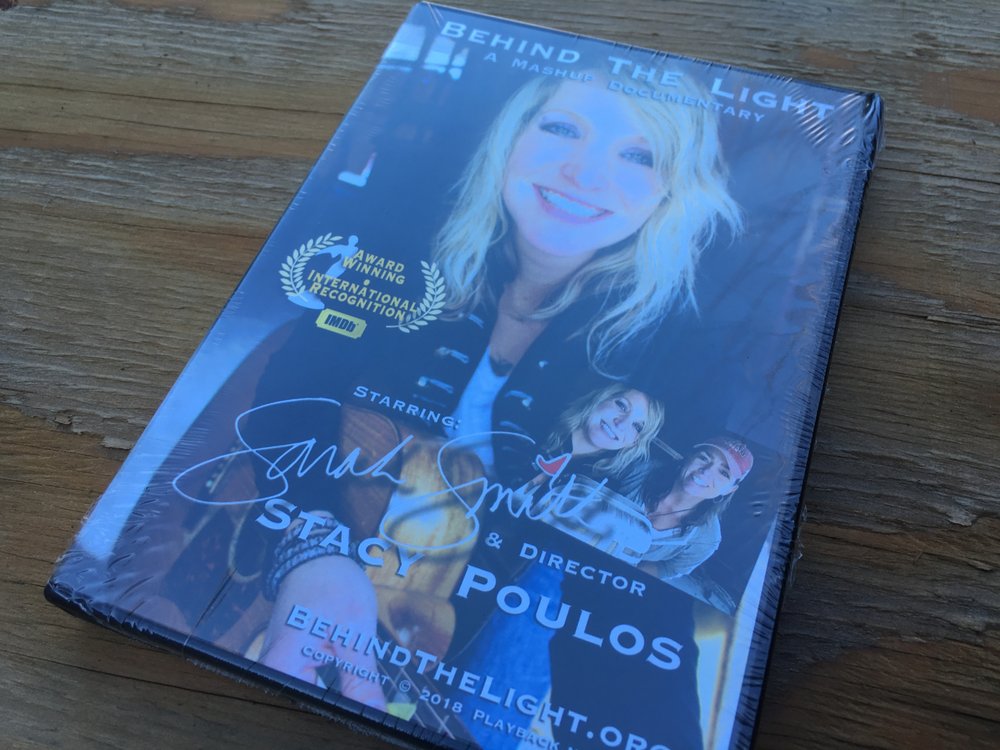 Behind The Light
A Mashup Documentary
Award
Winning
International
Recognition
IMDb
Starring:
Sarah Smith
& Director
Stacy Poulos
BehindTheLight.org
Copyright © 2018 Playback